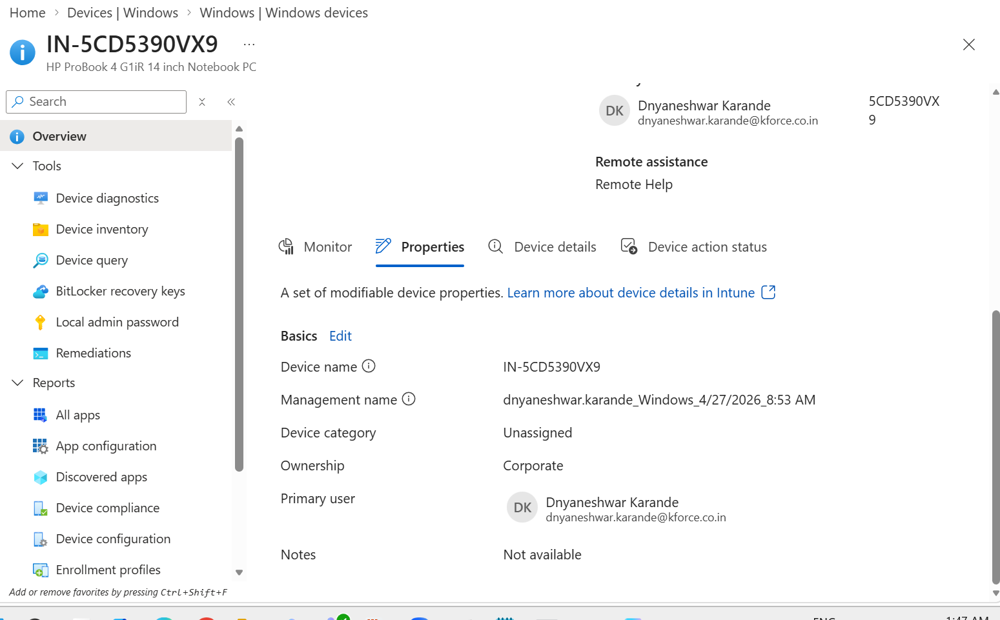 Home > Devices | Windows > Windows | Windows devices
IN-5CD5390VX9 ...
HP ProBook 4 G1iR 14 inch Notebook PC
Search
Overview
Tools
Device diagnostics
Device inventory
Device query
BitLocker recovery keys
Local admin password
Remediations
Reports
All apps
App configuration
Discovered apps
Device compliance
Device configuration
Enrollment profiles
Add or remove favorites by pressing Ctrl+Shift+F
DK
Dnyaneshwar Karande
dnyaneshwar.karande@kforce.co.in
5CD5390VX
9
Remote assistance
Remote Help
Monitor Properties Device details Device action status
A set of modifiable device properties. Learn more about device details in Intune
Basics Edit
Device name IN-5CD5390VX9
Management name dnyaneshwar.karande_Windows_4/27/2026_8:53 AM
Device category Unassigned
Ownership Corporate
Primary user
DK
Dnyaneshwar Karande
dnyaneshwar.karande@kforce.co.in
Notes Not available
ENG
1:47 AM